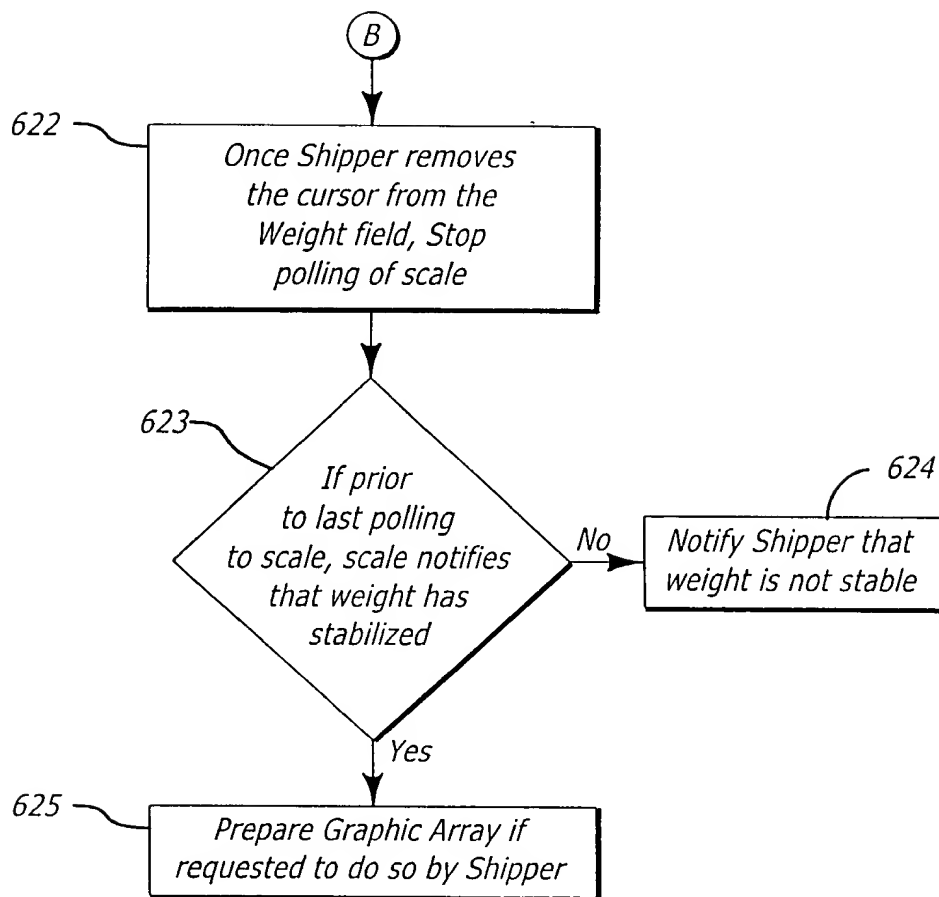 B
622
Once Shipper removes
the cursor from the
Weight field, Stop
polling of scale
623
If prior
to last polling
to scale, scale notifies
that weight has
stabilized
No
624
Notify Shipper that
weight is not stable
Yes
625
Prepare Graphic Array if
requested to do so by Shipper